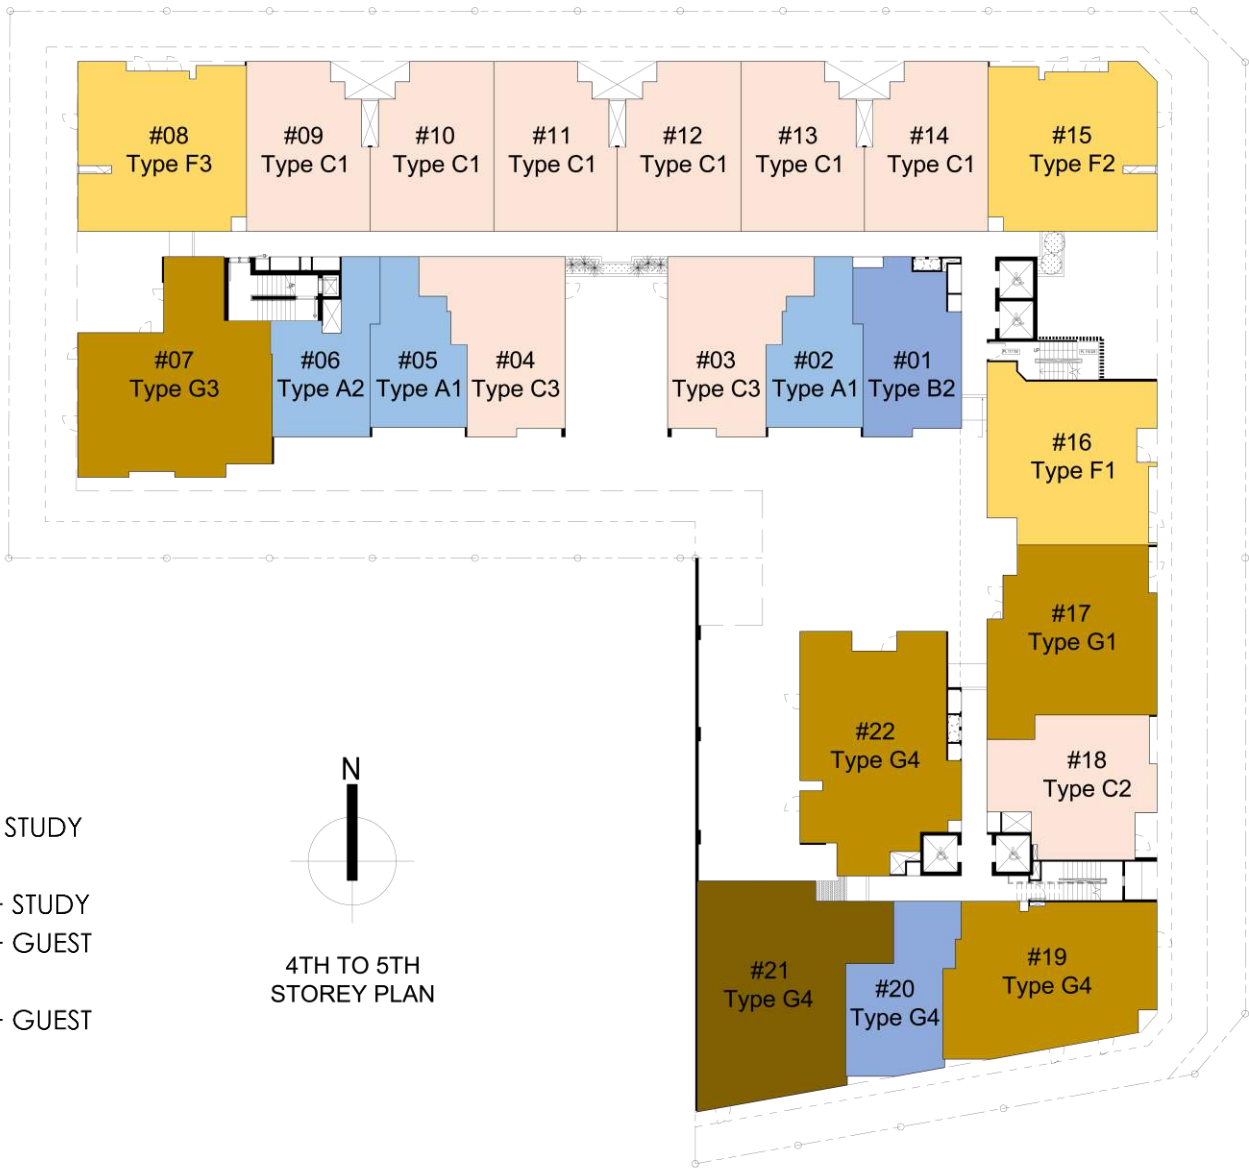 #08
Type F3
#09
Type C1
#10
Type C1
#11
Type C1
#12
Type C1
#13
Type C1
#14
Type C1
#15
Type F2
#07
Type G3
#06
Type A2
#05
Type A1
#04
Type C3
#03
Type C3
#02
Type A1
#01
Type B2
#16
Type F1
#17
Type G1
#22
Type G4
#18
Type C2
N
STUDY
+ STUDY
+ GUEST
+ GUEST
4TH TO 5TH
STOREY PLAN
#21
Type G4
#20
Type G4
#19
Type G4